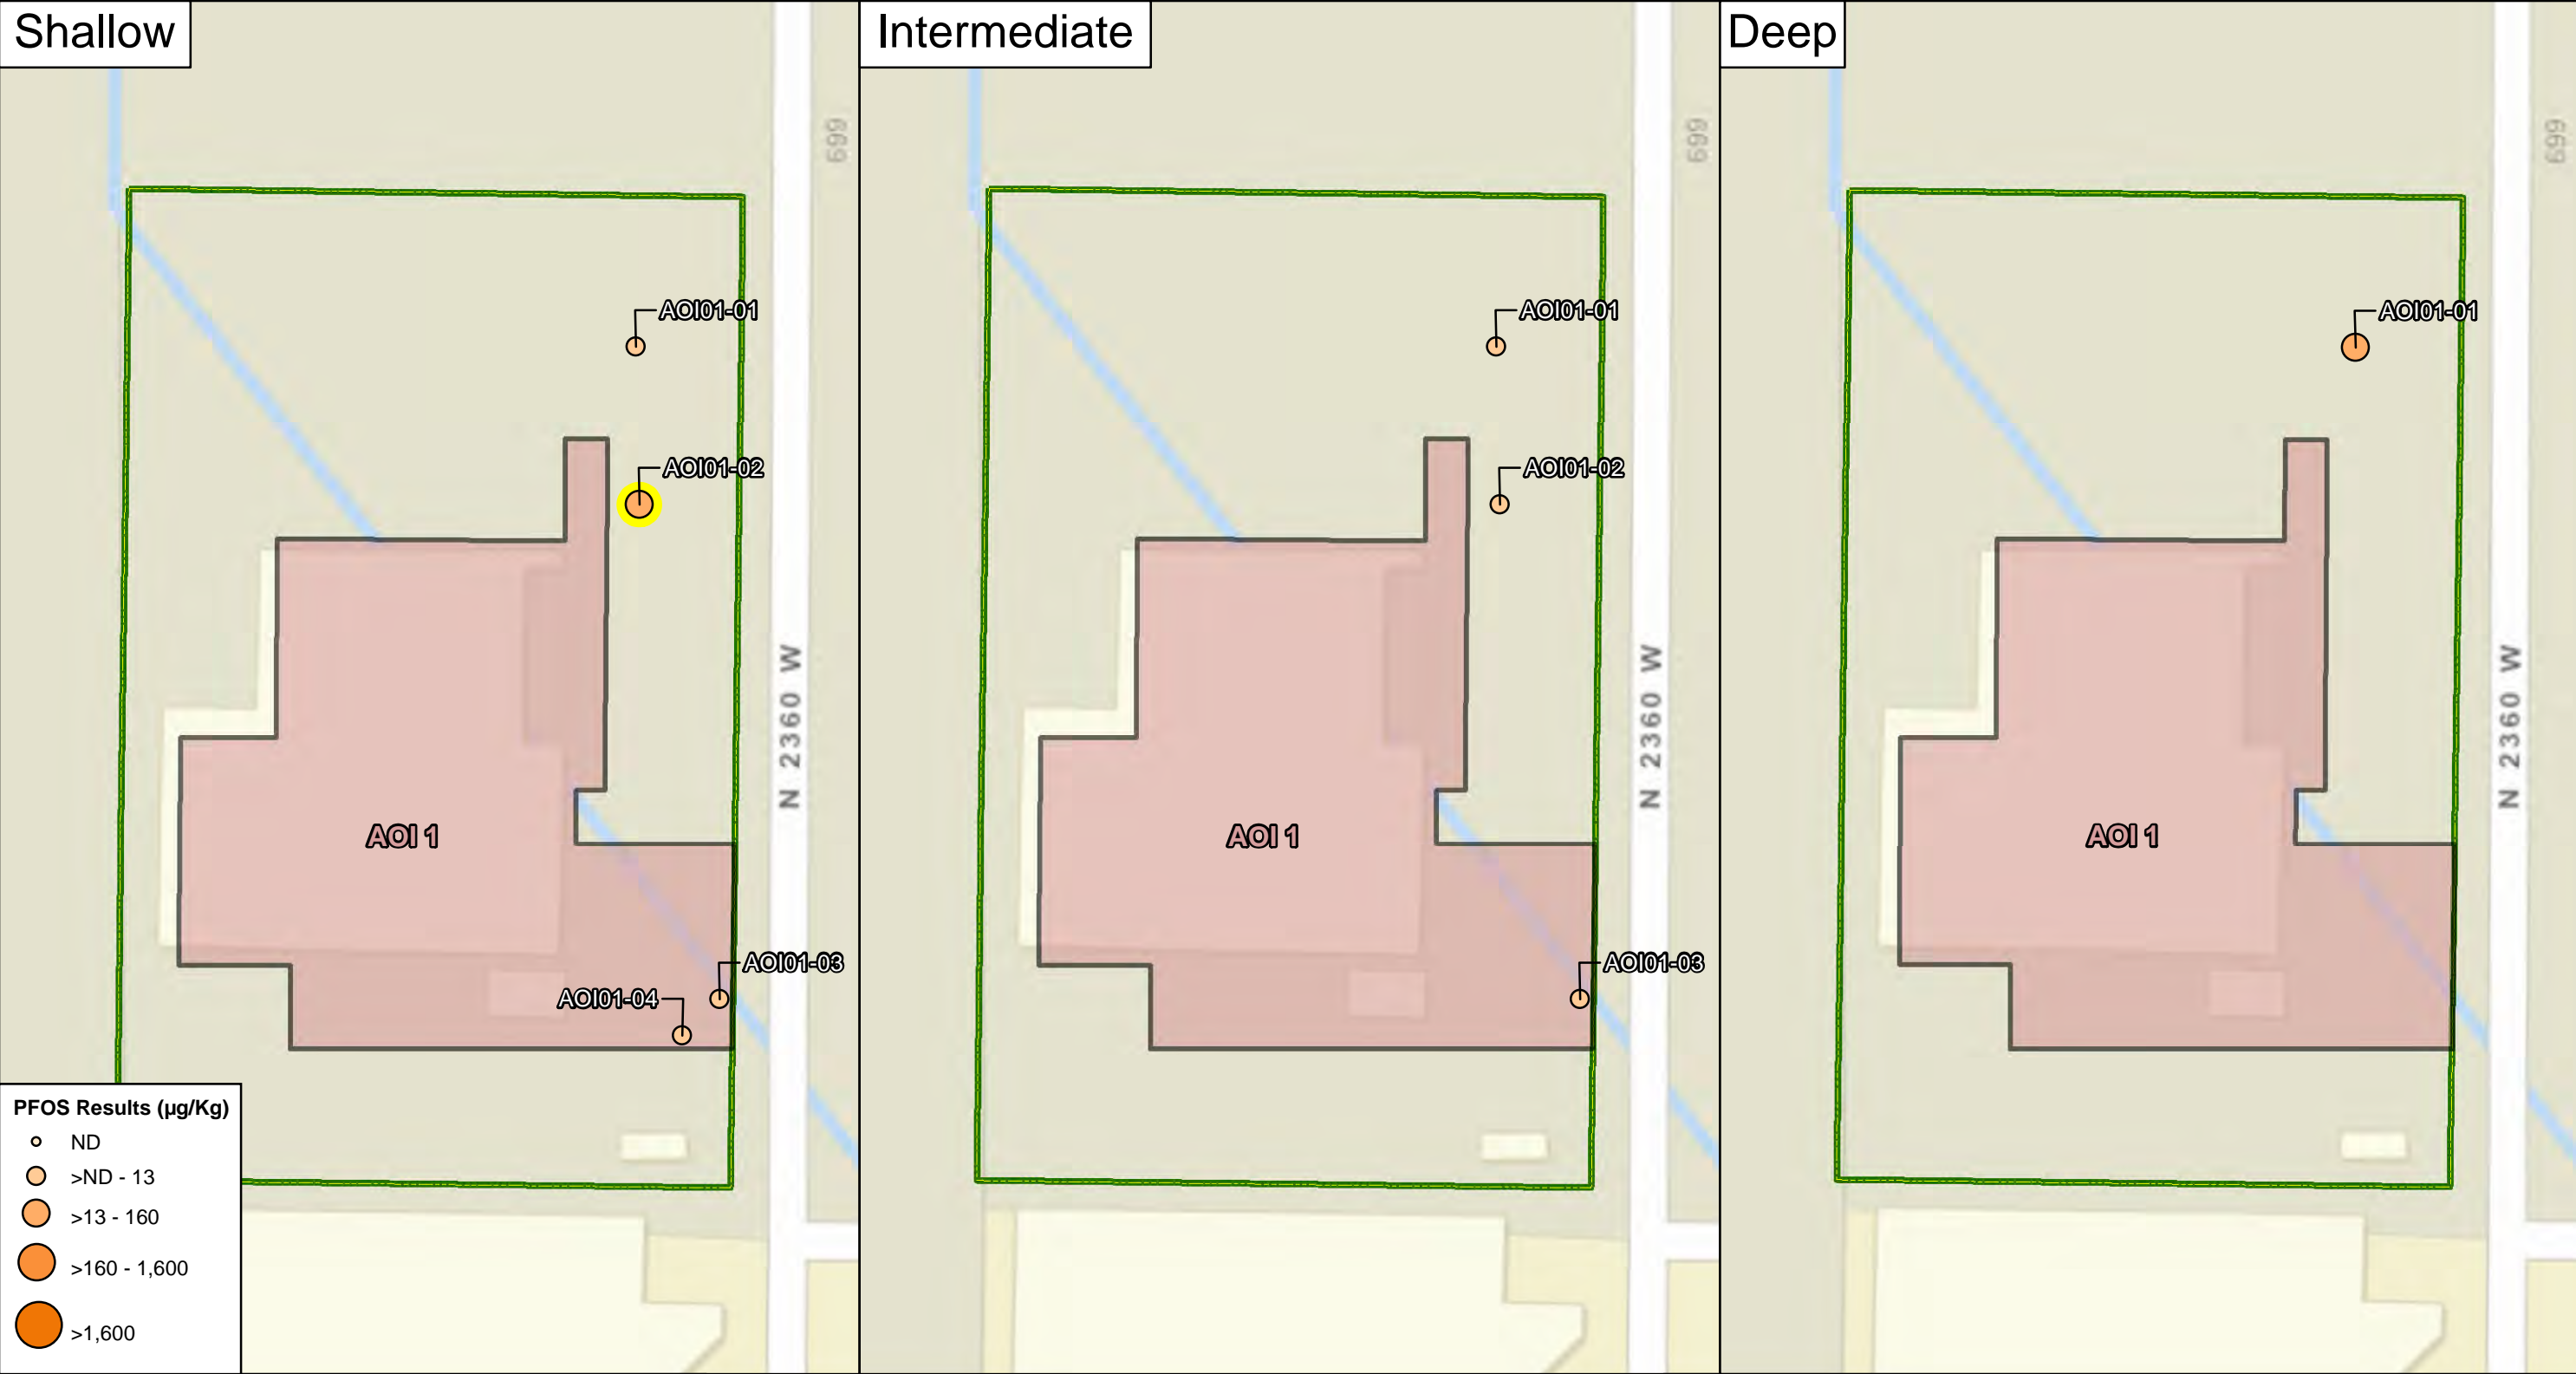 Shallow
699
AOI01-01
AOI01-02
N 2360 W
AOI 1
AOI01-03
AOI01-04
PFOS Results (µg/Kg)
ND
>ND - 13
>13 - 160
>160 - 1,600
>1,600
Intermediate
699
AOI01-01
AOI01-02
N 2360 W
AOI 1
AOI01-03
Deep
699
AOI01-01
N 2360 W
AOI 1